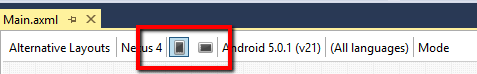 Main.axml
Alternative Layouts Nexus 4 Android 5.0.1 (v21) (All languages) Mode